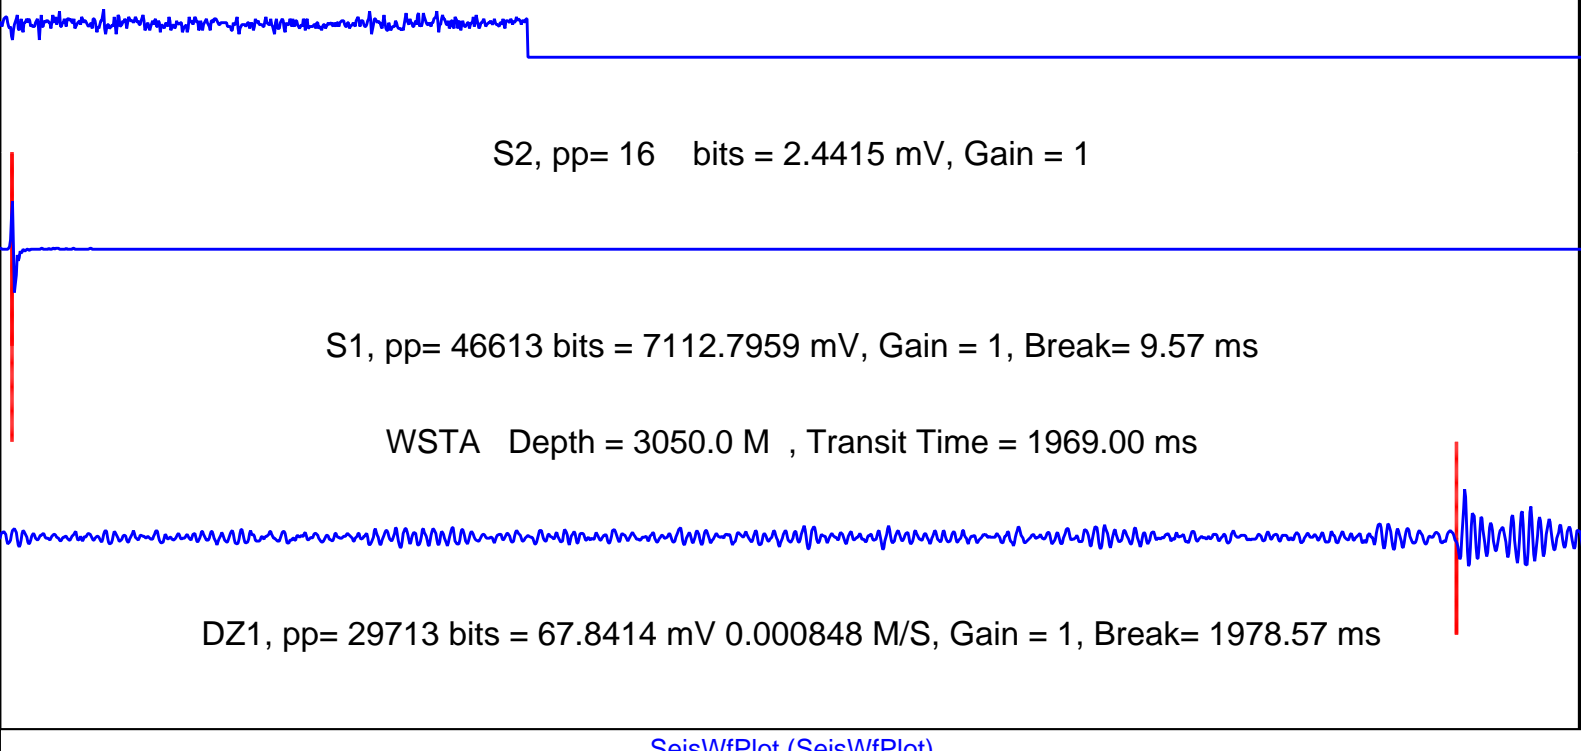 S2, pp= 16    bits = 2.4415 mV, Gain = 1
S1, pp= 46613 bits = 7112.7959 mV, Gain = 1, Break= 9.57 ms
WSTA   Depth = 3050.0 M  , Transit Time = 1969.00 ms
DZ1, pp= 29713 bits = 67.8414 mV 0.000848 M/S, Gain = 1, Break= 1978.57 ms
SeisWfPlot (SeisWfPlot)